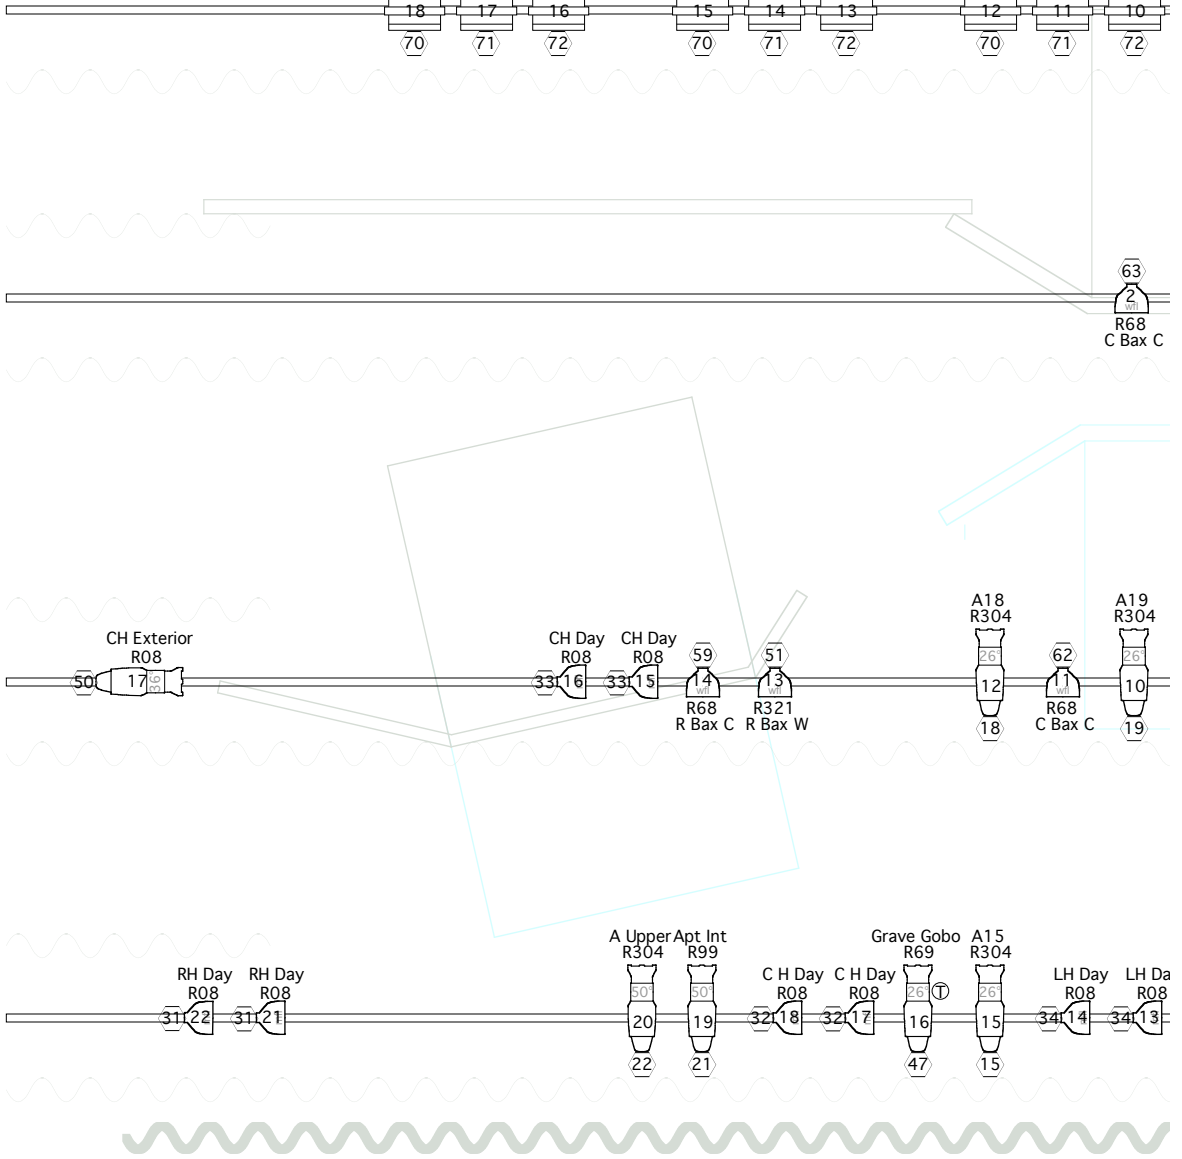 18 17 16 15 14 13 12 11 10
70 71 72 70 71 72 70 71 72
63
2
wfl
R68
C Bax C
A18 A19
R304 R304
CH Exterior CH Day CH Day
R08 R08 R08
59 51 62
26° 26°
50 17 36 33 16 33 15 14 13 12 11 10
wfl wfl wfl
R68 R321 R68
R Bax C R Bax W C Bax C
18 19
A Upper Apt Int Grave Gobo A15
R304 R99 R69 R304
RH Day RH Day C H Day C H Day LH Day LH Da
R08 R08 R08 R08 R08 R08
50° 50° 26° T 26°
31 22 31 21 20 19 32 18 32 17 16 15 34 14 34 13
22 21 47 15